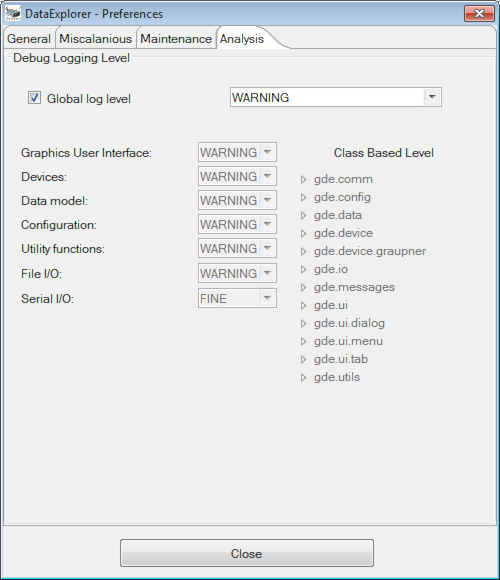 DataExplorer - Preferences
General Miscalanious Maintenance Analysis
Debug Logging Level
Global log level WARNING
Graphics User Interface: WARNING Class Based Level
Devices: WARNING gde.comm
gde.config
Data model: WARNING gde.data
Configuration: WARNING gde.device
Utility functions: WARNING gde.device.graupner
File I/O: WARNING gde.io
gde.messages
Serial I/O: FINE gde.ui
gde.ui.dialog
gde.ui.menu
gde.ui.tab
gde.utils
Close